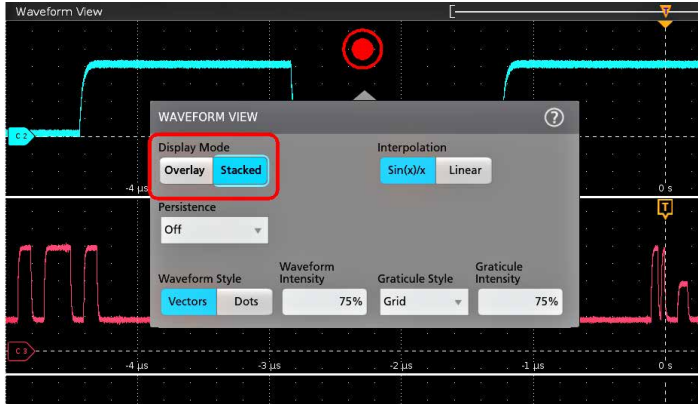 Waveform View
T
C 2
WAVEFORM VIEW
?
Display Mode
Interpolation
Overlay Stacked
Sin(x)/x Linear
-4 µs
0 s
Persistence
T
Off
Waveform Style
Waveform
Intensity
Graticule Style
Graticule
Intensity
Vectors Dots
75%
Grid
75%
C 3
-4 µs -3 µs -2 µs -1 µs 0 s